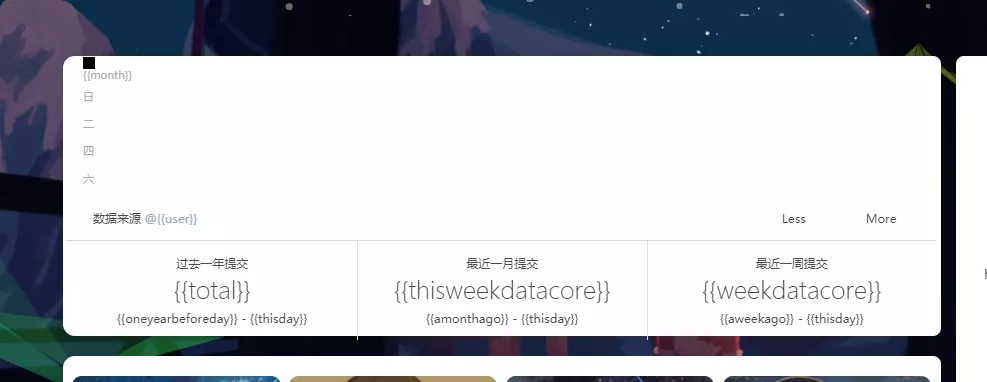 {{month}}
日
二
四
六
数据来源 @{{user}}
Less More
过去一年提交 最近一月提交 最近一周提交
{{total}} {{thisweekdatacore}} {{weekdatacore}}
{{oneyearbeforeday}} - {{thisday}} {{amonthago}} - {{thisday}} {{aweekago}} - {{thisday}}